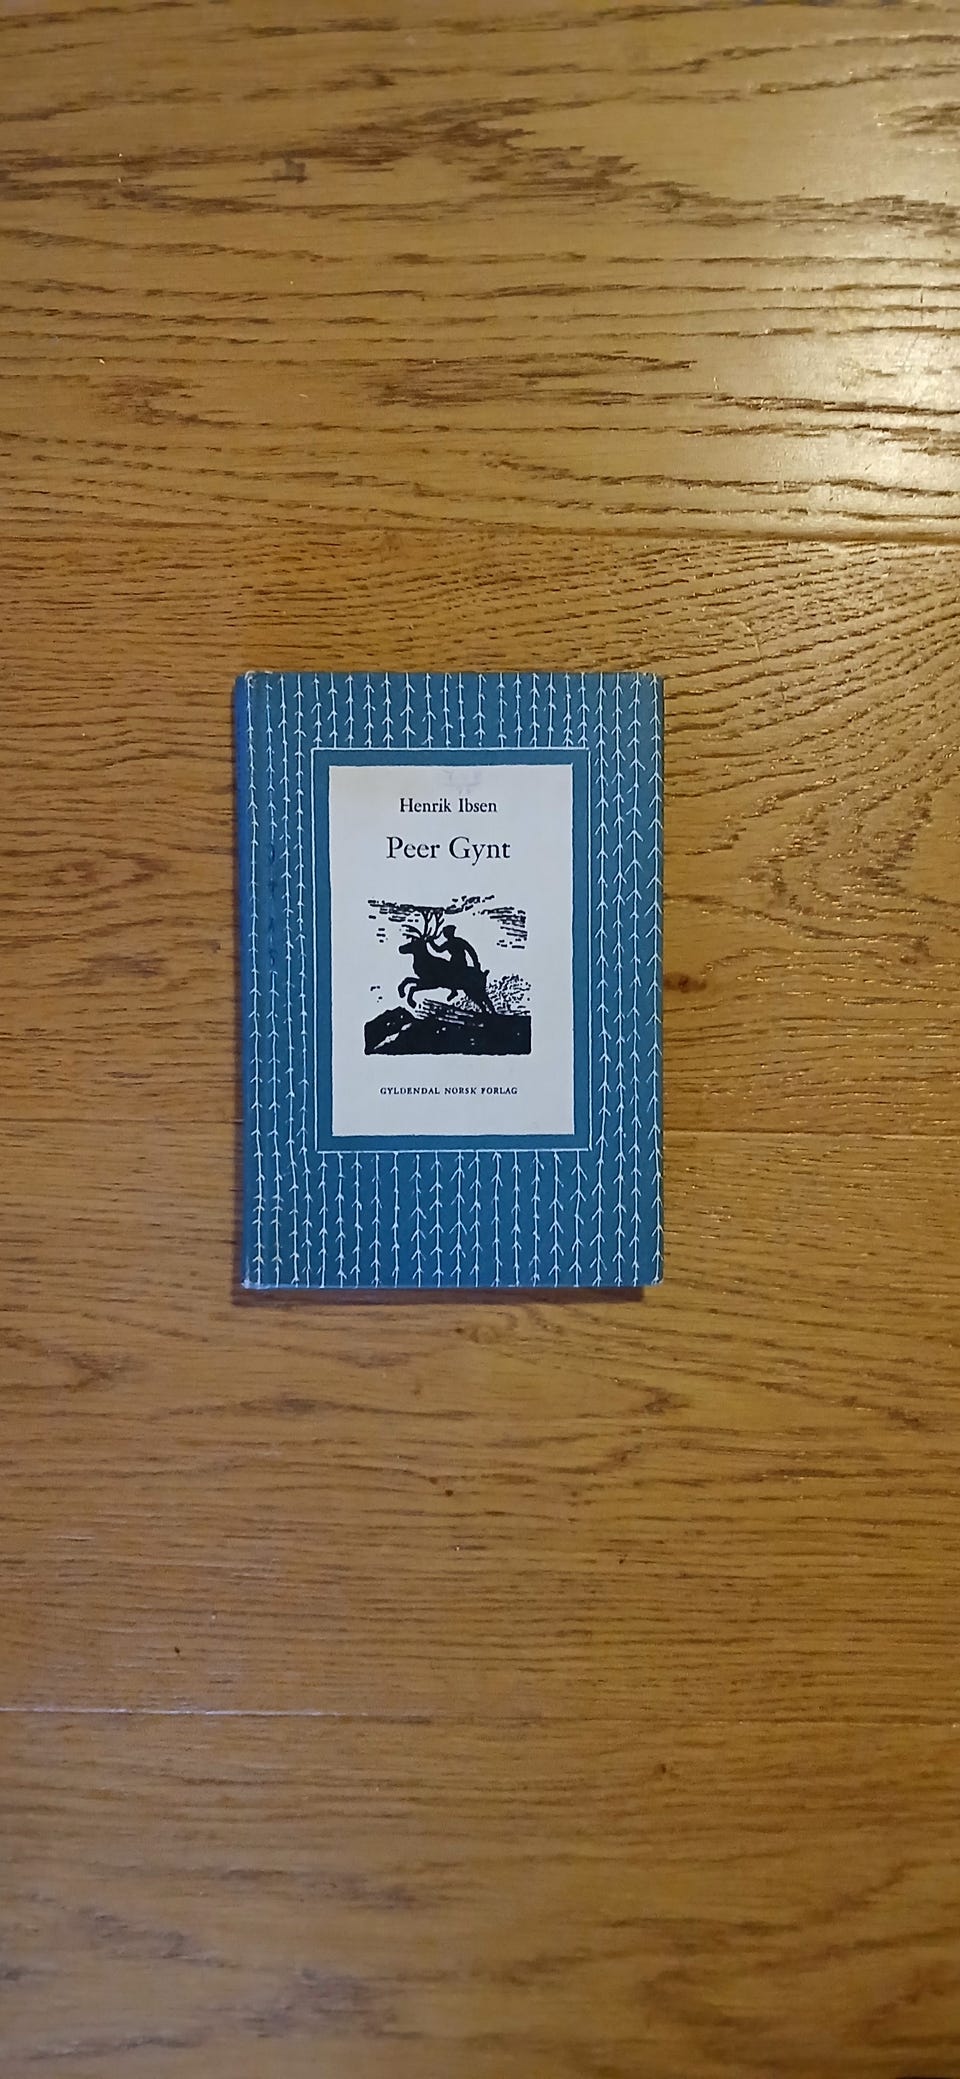 Henrik Ibsen
Peer Gynt
GYLDENDAL NORSK FORLAG